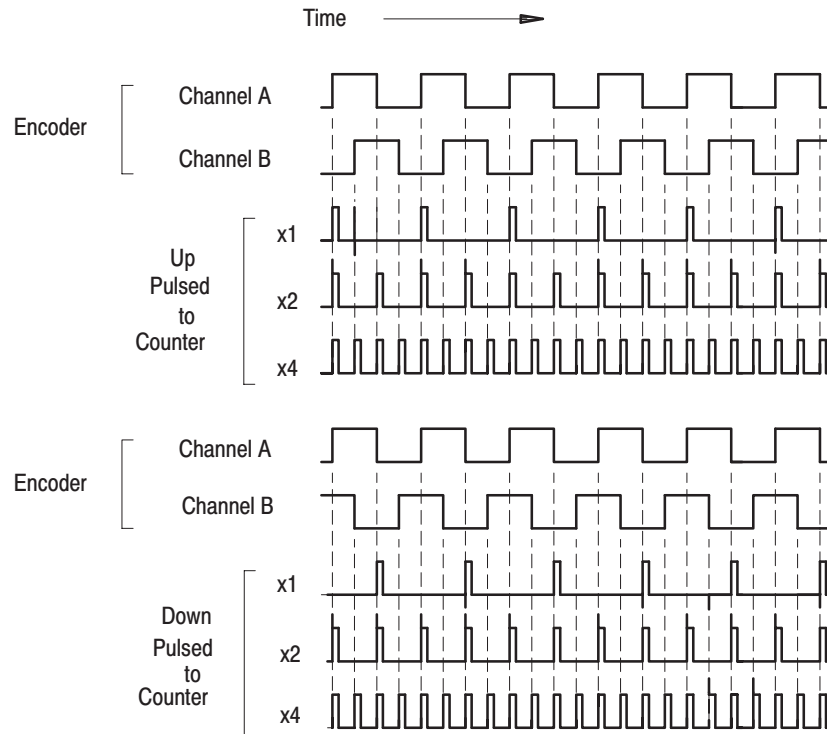 Time
Channel A
Encoder
Channel B
x1
Up
Pulsed
to
Counter
x2
x4
Channel A
Encoder
Channel B
x1
Down
Pulsed
to
Counter
x2
x4